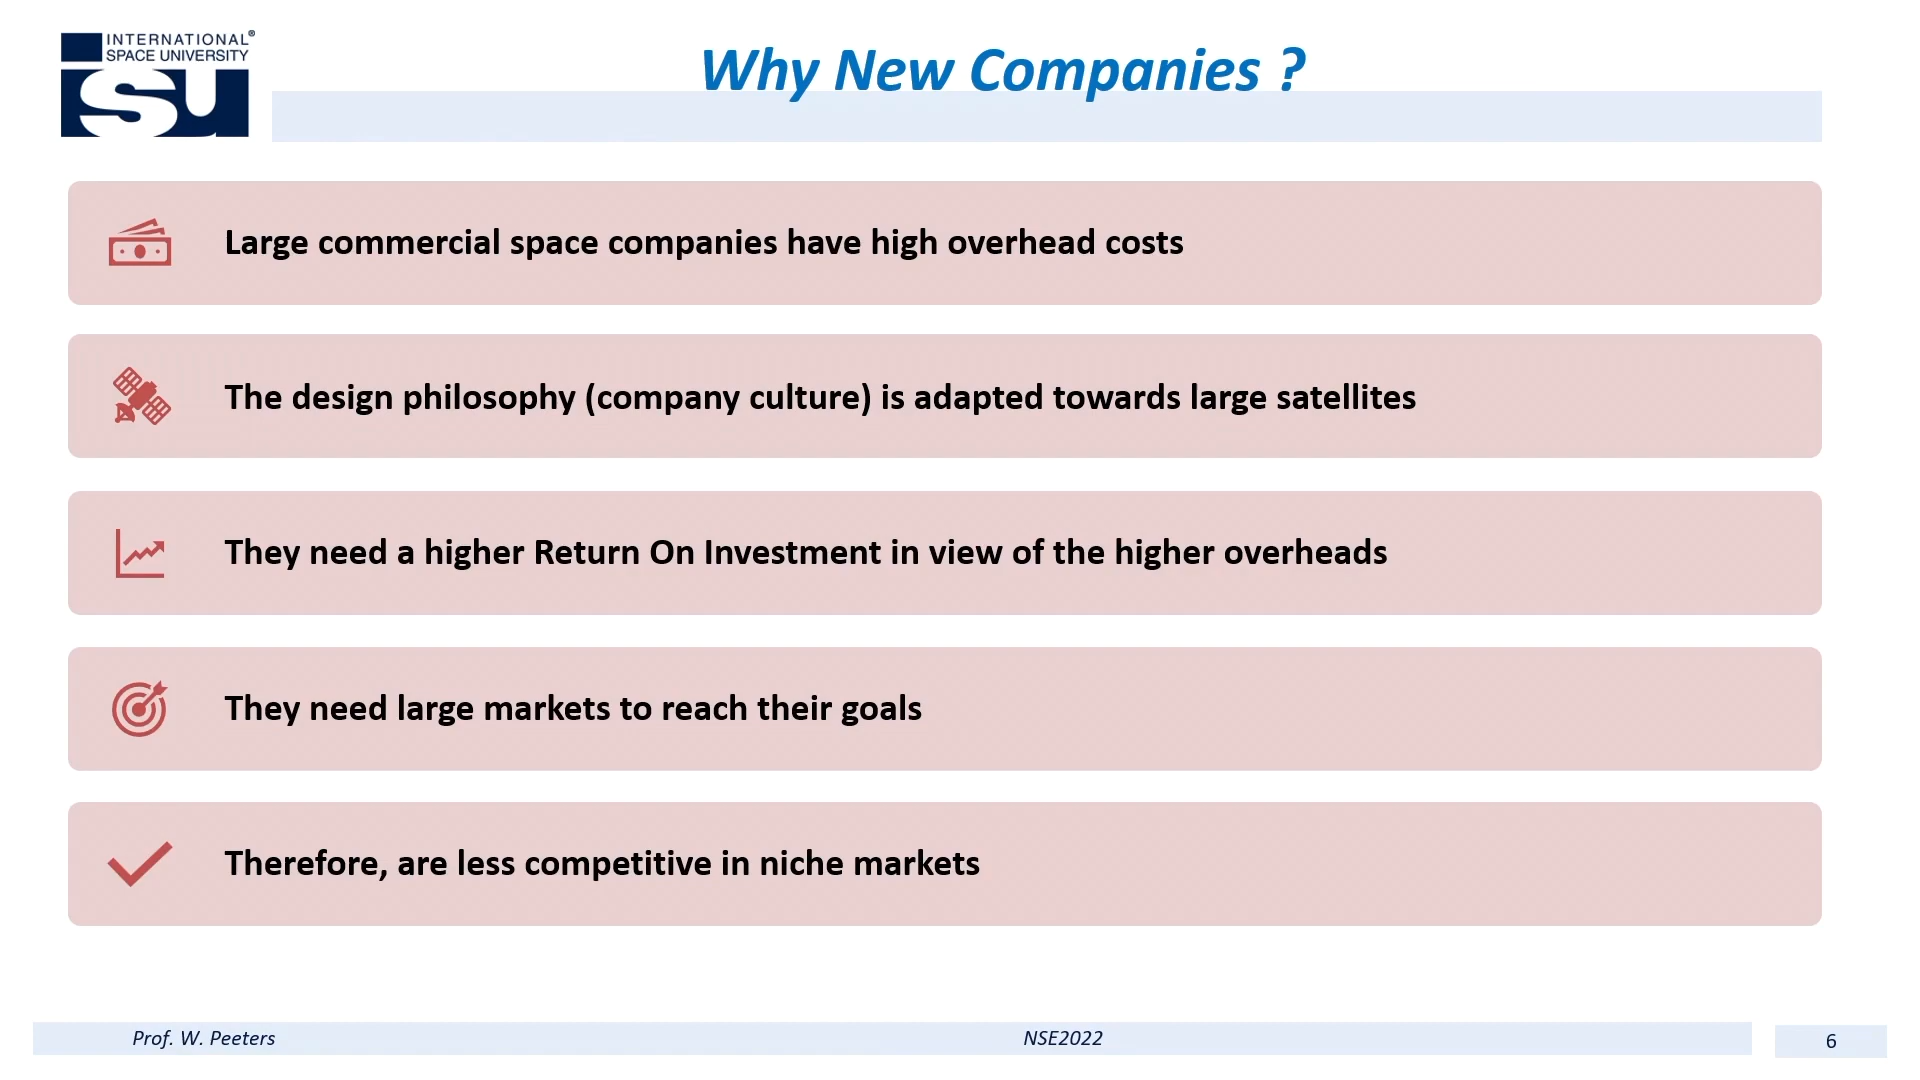 INTERNATIONAL®
SPACE UNIVERSITY
isu
Why New Companies ?
Large commercial space companies have high overhead costs
The design philosophy (company culture) is adapted towards large satellites
They need a higher Return On Investment in view of the higher overheads
They need large markets to reach their goals
Therefore, are less competitive in niche markets
Prof. W. Peeters
NSE2022
6